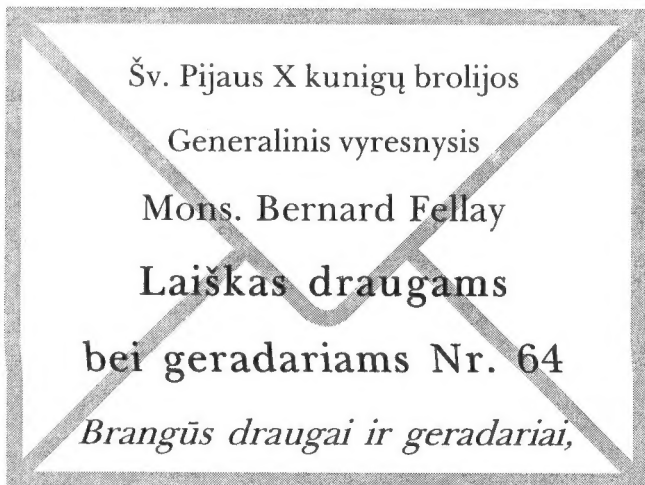 Šv. Pijaus X kunigų brolijos
Generalinis vyresnysis
Mons. Bernard Fellay
Laiškas draugams
bei geradariams Nr. 64
Brangūs draugai ir geradariai,